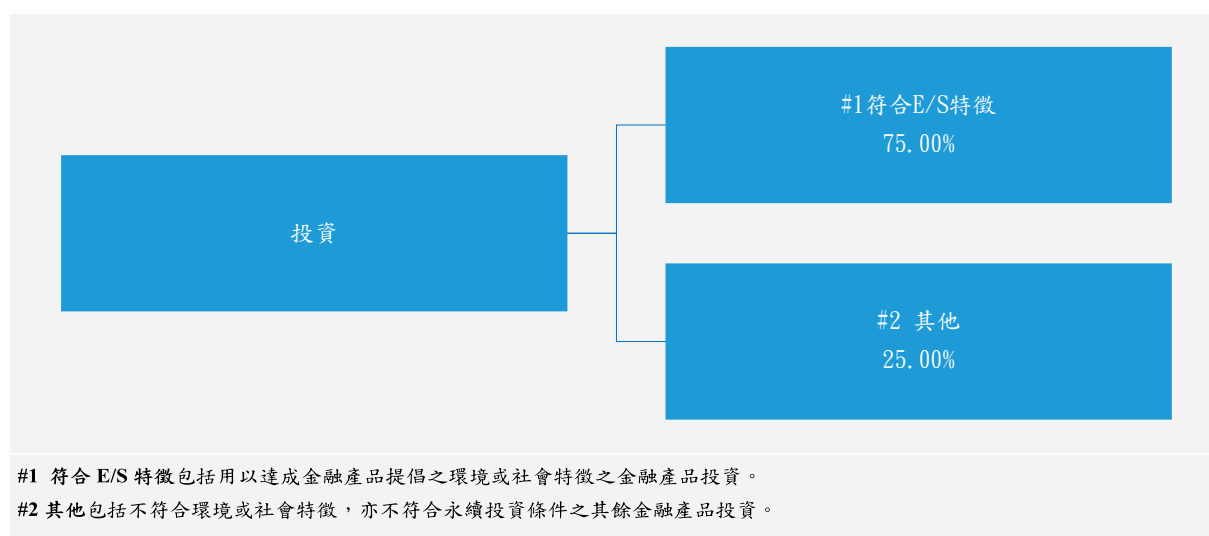 #1符合E/S特徵
75.00%
投資
#2 其他
25.00%
#1 符合 E/S 特徵包括用以達成金融產品提倡之環境或社會特徵之金融產品投資。
#2 其他包括不符合環境或社會特徵，亦不符合永續投資條件之其餘金融產品投資。